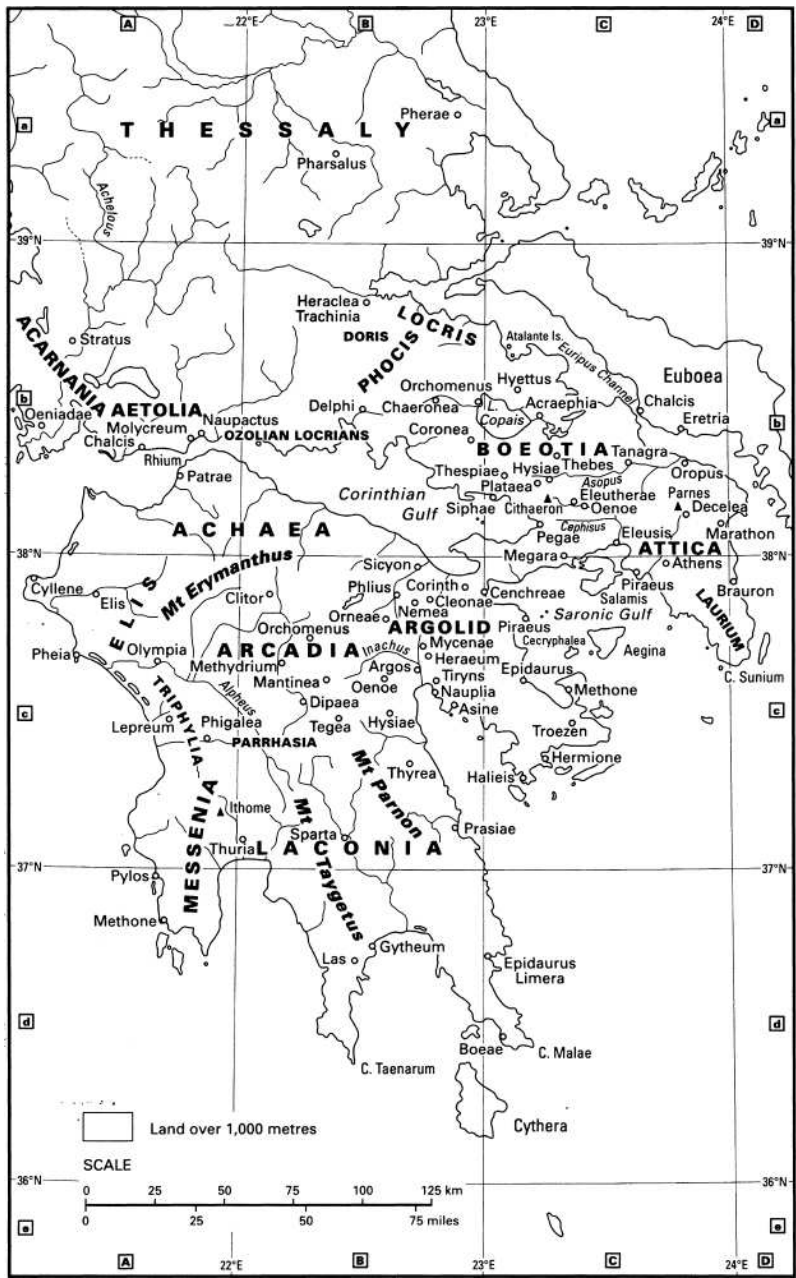 A
22°E
B
23°E
C
24°E
D
a
a
Pherae
THESSALY
Pharsalus
Achelous
39°N
39°N
Heraclea
Trachinia
LOCRIS
DORIS
PHOCIS
Atalante Is.
Euripus Channel
Stratus
ACARNANIA
Euboea
b
b
AETOLIA
Oeniadae
Molycreum
Naupactus
Chalcis
OZOLIAN LOCRIANS
Rhium
Patrae
Delphi
Orchomenus
Chaerohea
Hyettus
L.
Copais
Acraephia
Coronea
Chalcis
Eretria
BOEOTIA
Tanagra
Thespiae
Hysiae
Thebes
Oropus
Plataea
Asopus
Parnes
Siphae
Cithaeron
Eleutherae
Oenoe
Decelea
Corinthian
Gulf
Cephisus
Pegae
Eleusis
Marathon
ACHAEA
38°N
38°N
Sicyon
Megara
ATTICA
Athens
Mt Erymanthus
Cyllene
Elis
ELIS
Clitor
Phlius
Corinth
Cenchreae
Piraeus
Salamis
Brauron
Orneae
Nemea
Cleonae
LAURIUM
Orchomenus
ARGOLID
Piraeus
Saronic Gulf
Pheia
Olympia
ARCADIA
Inachus
Mycenae
Cecryphalea
Aegina
Methydrium
Argos
Heraeum
Epidaurus
C. Sunium
Mantinea
Oenoe
Tiryns
Nauplia
Methone
TRIPHYLIA
Alpheus
Dipaea
Asine
c
c
Lepreum
Phigalea
Tegea
Hysiae
Troezen
PARRHASIA
Hermione
Mt Parnon
Thyrea
Halieis
MESSENIA
Ithome
Mt Taygetus
Sparta
Prasiae
Thuria
LACONIA
37°N
37°N
Pylos
Methone
Gytheum
Las
Epidaurus
Limera
d
d
Boeae
C. Malae
C. Taenarum
Cythera
Land over 1,000 metres
SCALE
0 25 50 75 100 125 km
0 25 50 75 miles
36°N
36°N
e
e
A
22°E
B
23°E
C
24°E
D